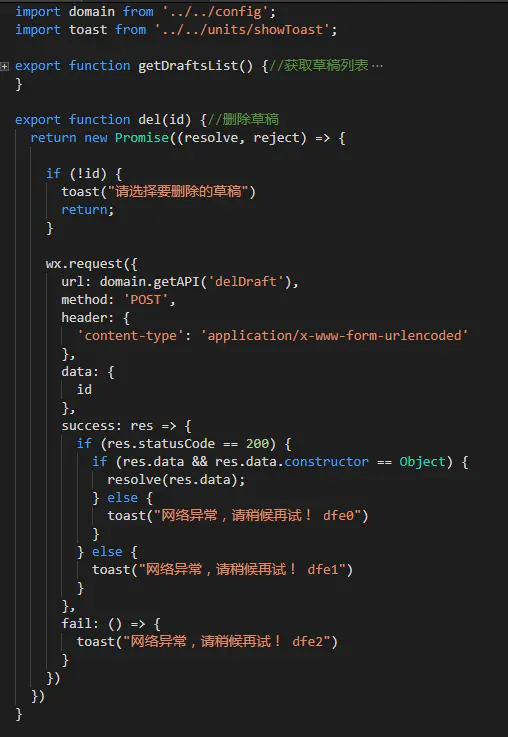 import domain from '../../config';
import toast from '../../units/showToast';
export function getDraftsList() {//获取草稿列表 ⋯
}
export function del(id) {//删除草稿
return new Promise((resolve, reject) => {
if (!id) {
toast("请选择要删除的草稿")
return;
}
wx.request({
url: domain.getAPI('delDraft'),
method: 'POST',
header: {
'content-type': 'application/x-www-form-urlencoded'
},
data: {
id
},
success: res => {
if (res.statusCode == 200) {
if (res.data && res.data.constructor == Object) {
resolve(res.data);
} else {
toast("网络异常，请稍候再试！ dfe0")
}
} else {
toast("网络异常，请稍候再试！ dfe1")
}
},
fail: () => {
toast("网络异常，请稍候再试！ dfe2")
}
})
})
}